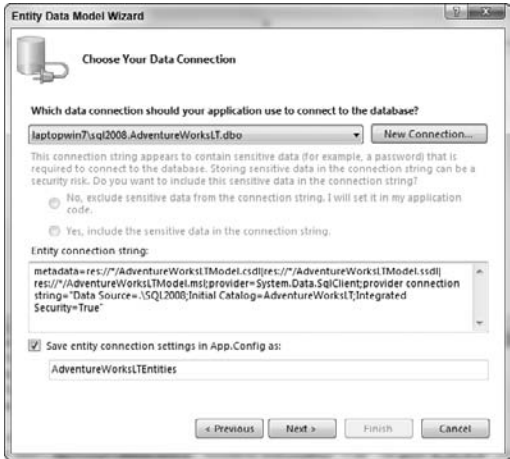 Entity Data Model Wizard
Choose Your Data Connection
Which data connection should your application use to connect to the database?
laptopwin7\sql2008.AdventureWorksLT.dbo
New Connection...
This connection string appears to contain sensitive data (for example, a password) that is
required to connect to the database. Storing sensitive data in the connection string can be a
security risk. Do you want to include this sensitive data in the connection string?
No, exclude sensitive data from the connection string. I will set it in my application
code.
Yes, include the sensitive data in the connection string.
Entity connection string:
metadata=res://*/AdventureWorksLTModel.csdl|res://*/AdventureWorksLTModel.ssdl|
res://*/AdventureWorksLTModel.msl;provider=System.Data.SqlClient;provider connection
string="Data Source=.\SQL2008;Initial Catalog=AdventureWorksLT;Integrated
Security=True"
Save entity connection settings in App.Config as:
AdventureWorksLTEntities
< Previous
Next >
Finish
Cancel